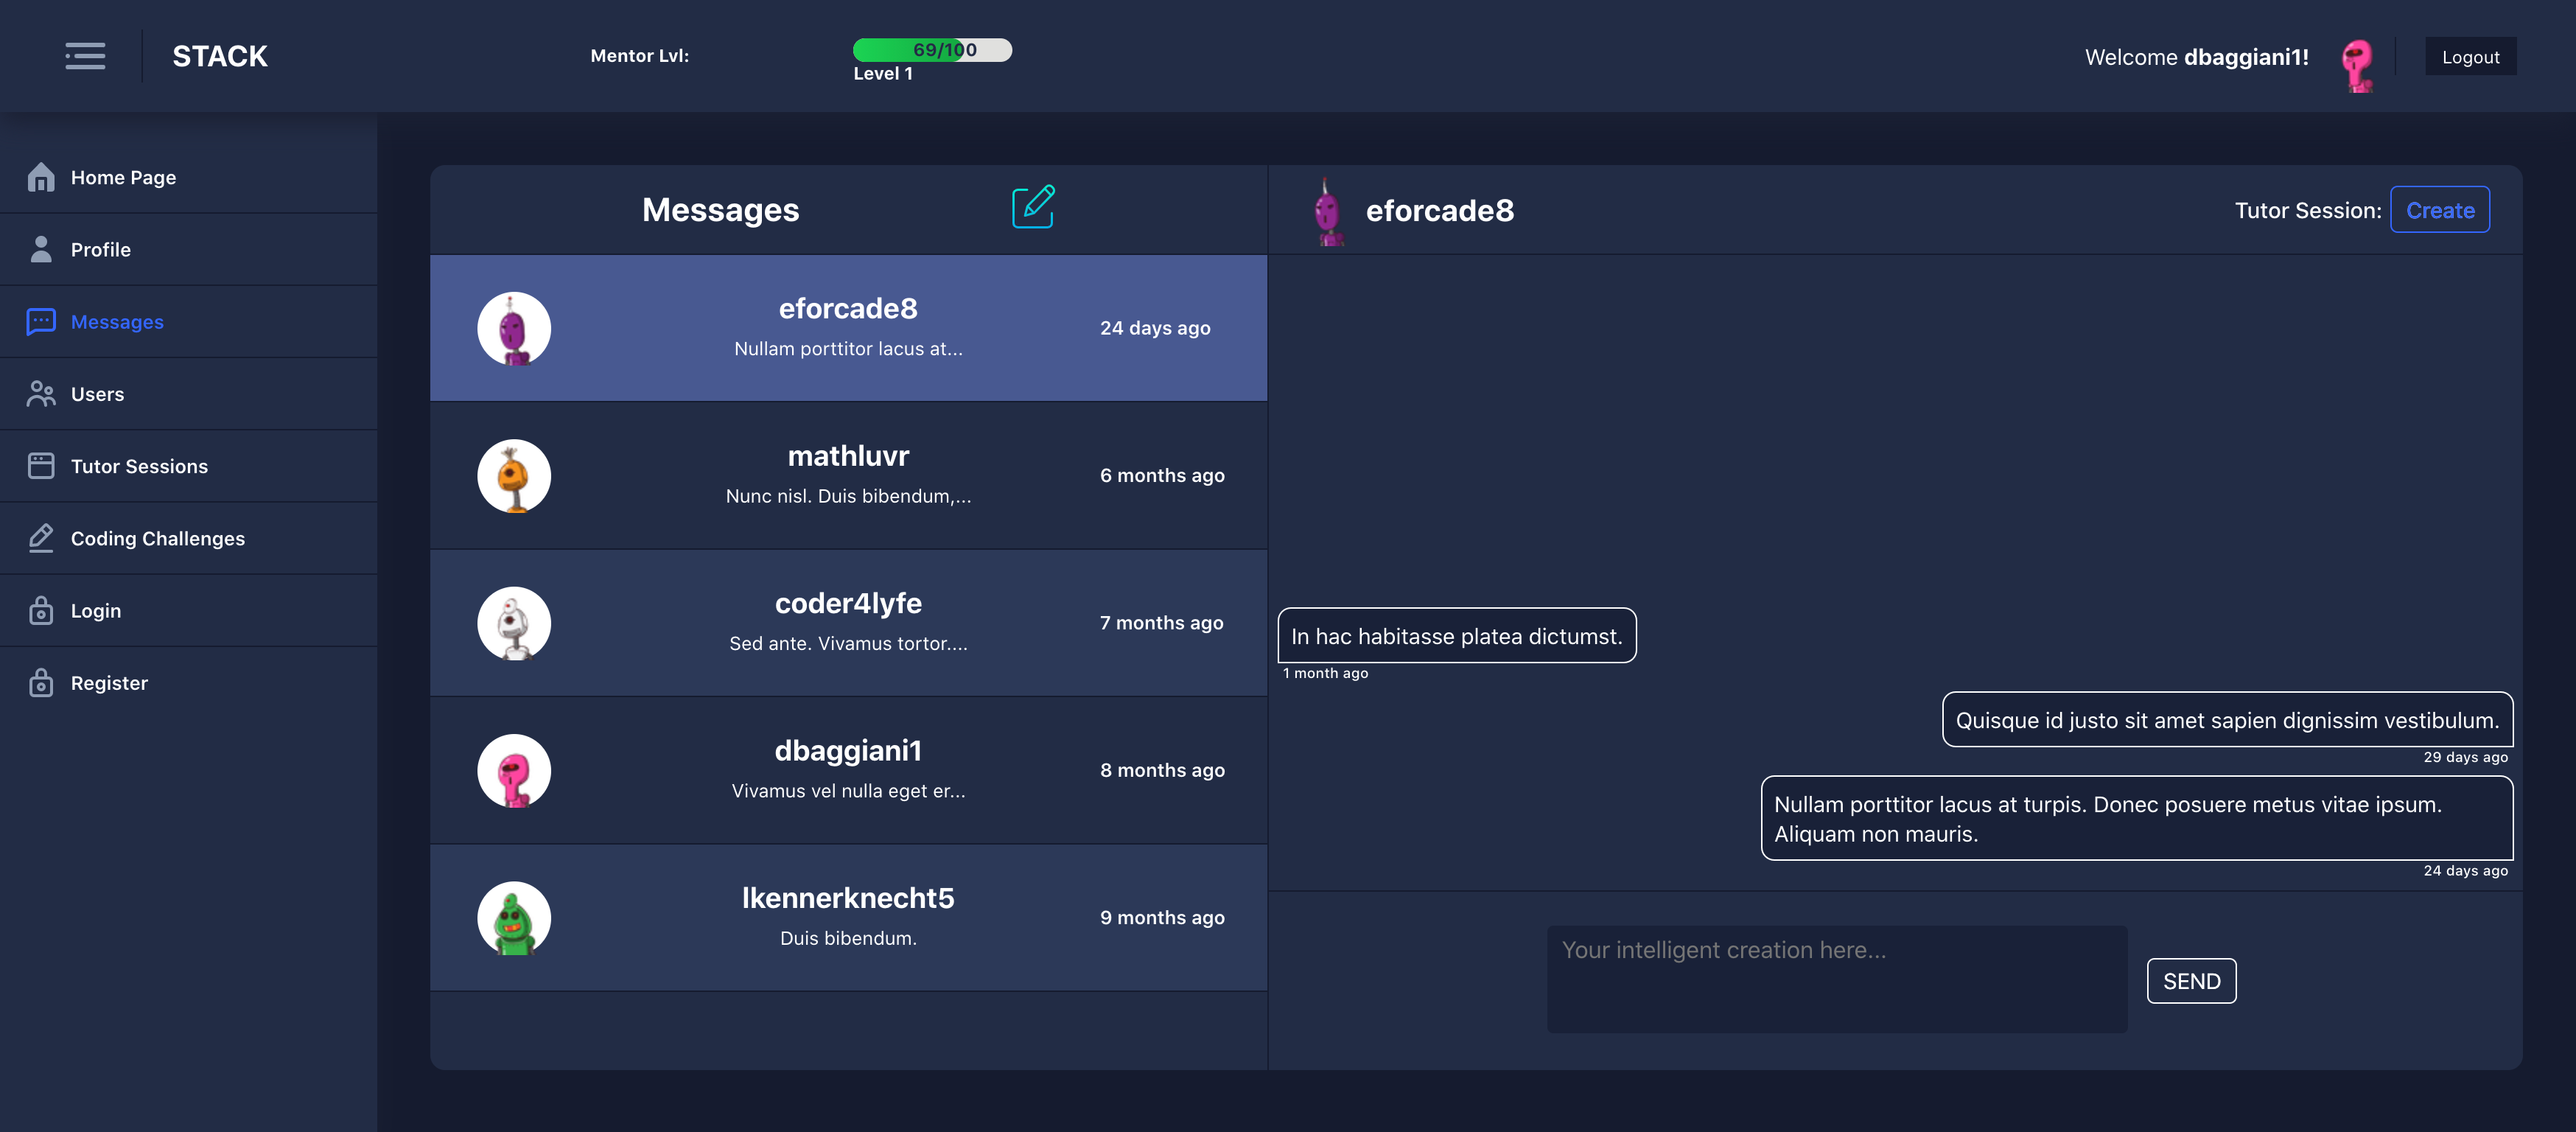 STACK
Mentor Lvl:
69/100
Level 1
Welcome dbaggiani1!
Logout
Home Page
Profile
Messages
Users
Tutor Sessions
Coding Challenges
Login
Register
Messages
eforcade8
Nullam porttitor lacus at...
24 days ago
mathluvr
Nunc nisl. Duis bibendum,...
6 months ago
coder4lyfe
Sed ante. Vivamus tortor....
7 months ago
dbaggiani1
Vivamus vel nulla eget er...
8 months ago
lkennerknecht5
Duis bibendum.
9 months ago
eforcade8
Tutor Session: Create
In hac habitasse platea dictumst.
1 month ago
Quisque id justo sit amet sapien dignissim vestibulum.
29 days ago
Nullam porttitor lacus at turpis. Donec posuere metus vitae ipsum.
Aliquam non mauris.
24 days ago
Your intelligent creation here...
SEND